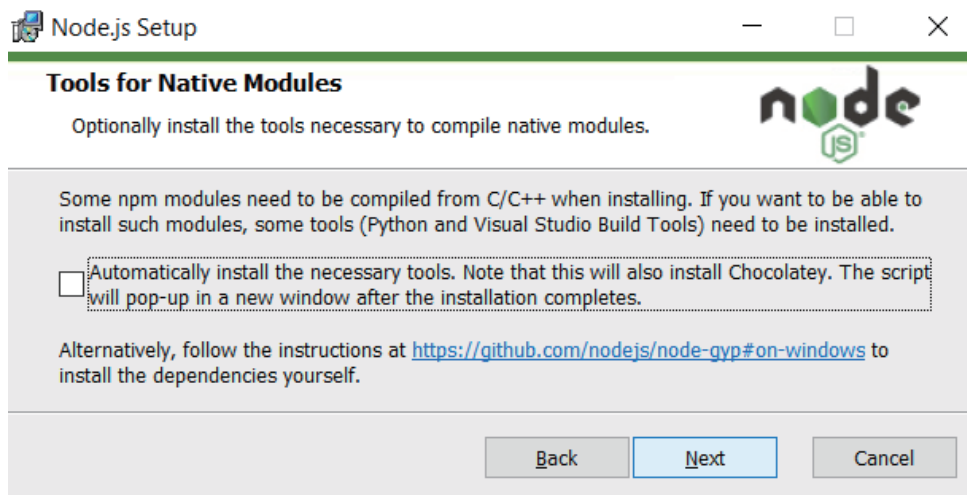 Node.js Setup
Tools for Native Modules
Optionally install the tools necessary to compile native modules.
node
JS
Some npm modules need to be compiled from C/C++ when installing. If you want to be able to
install such modules, some tools (Python and Visual Studio Build Tools) need to be installed.
Automatically install the necessary tools. Note that this will also install Chocolatey. The script
will pop-up in a new window after the installation completes.
Alternatively, follow the instructions at https://github.com/nodejs/node-gyp#on-windows to
install the dependencies yourself.
Back Next Cancel